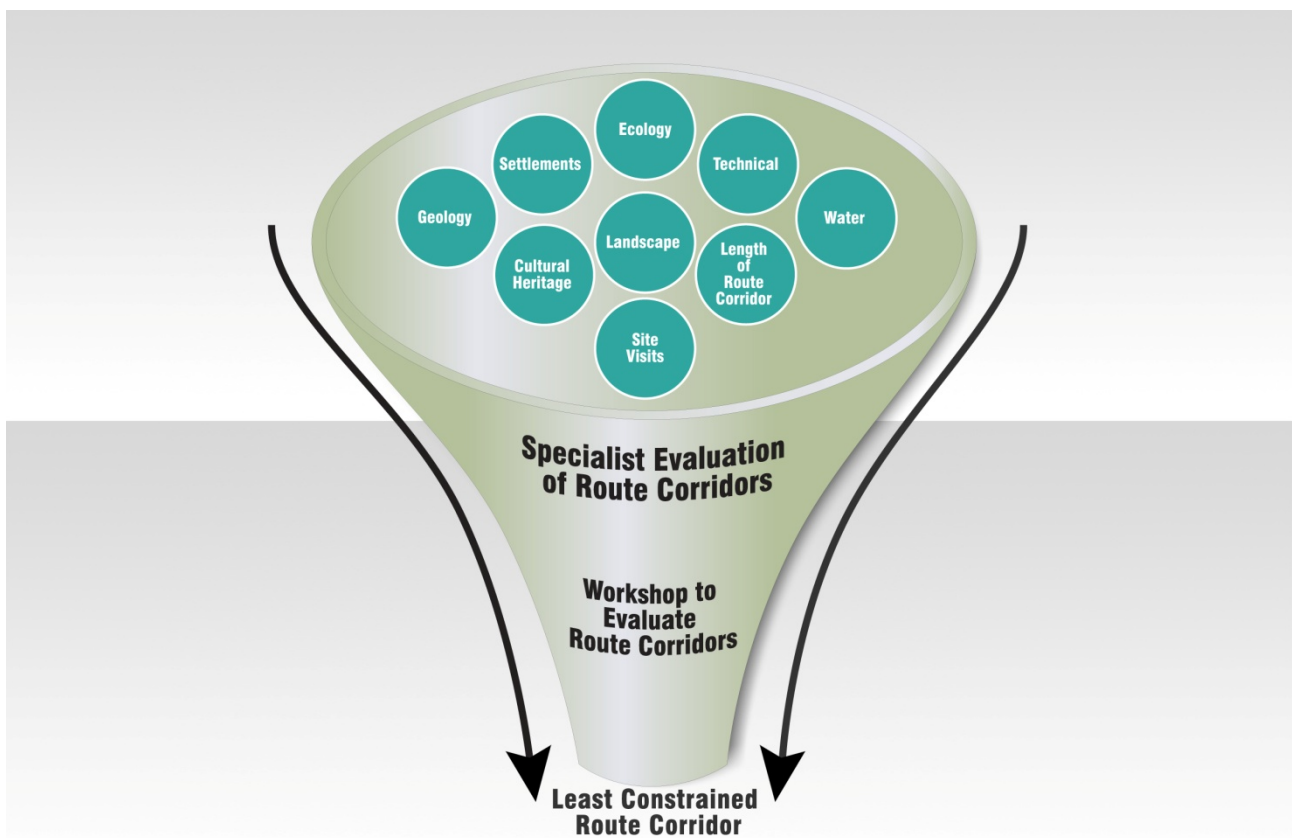 Ecology
Settlements
Technical
Geology
Water
Landscape
Cultural
Heritage
Length
of
Route
Corridor
Site
Visits
Specialist Evaluation
of Route Corridors
Workshop to
Evaluate
Route Corridors
Least Constrained
Route Corridor